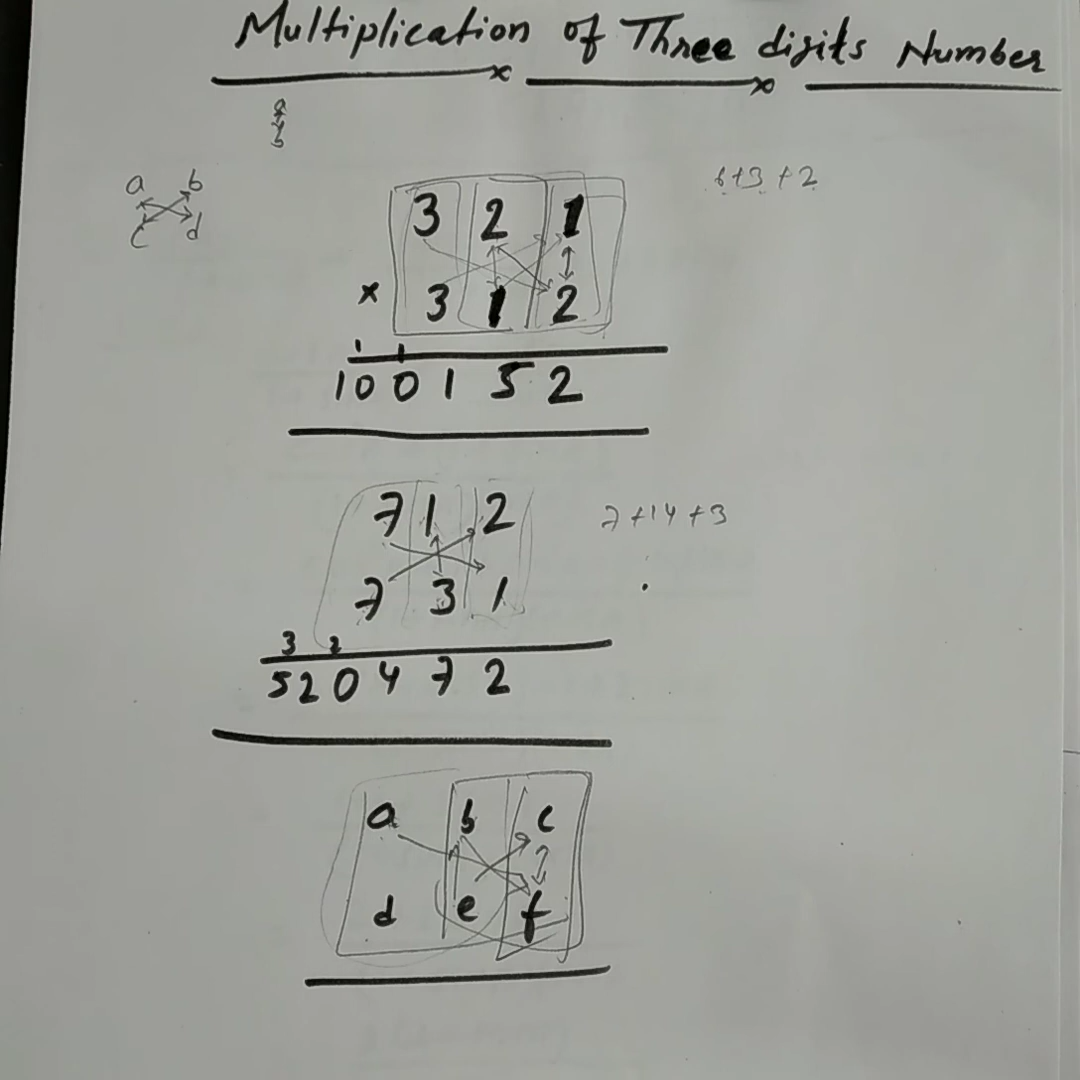 Multiplication of Three digits Number
a
b
a b
c d
3 2 1
6+3+2
x 3 1 2
1 1
1 0 0 1 5 2
7 1 2
7+14+3
7 3 1
3 2
5 2 0 4 7 2
a b c
d e f